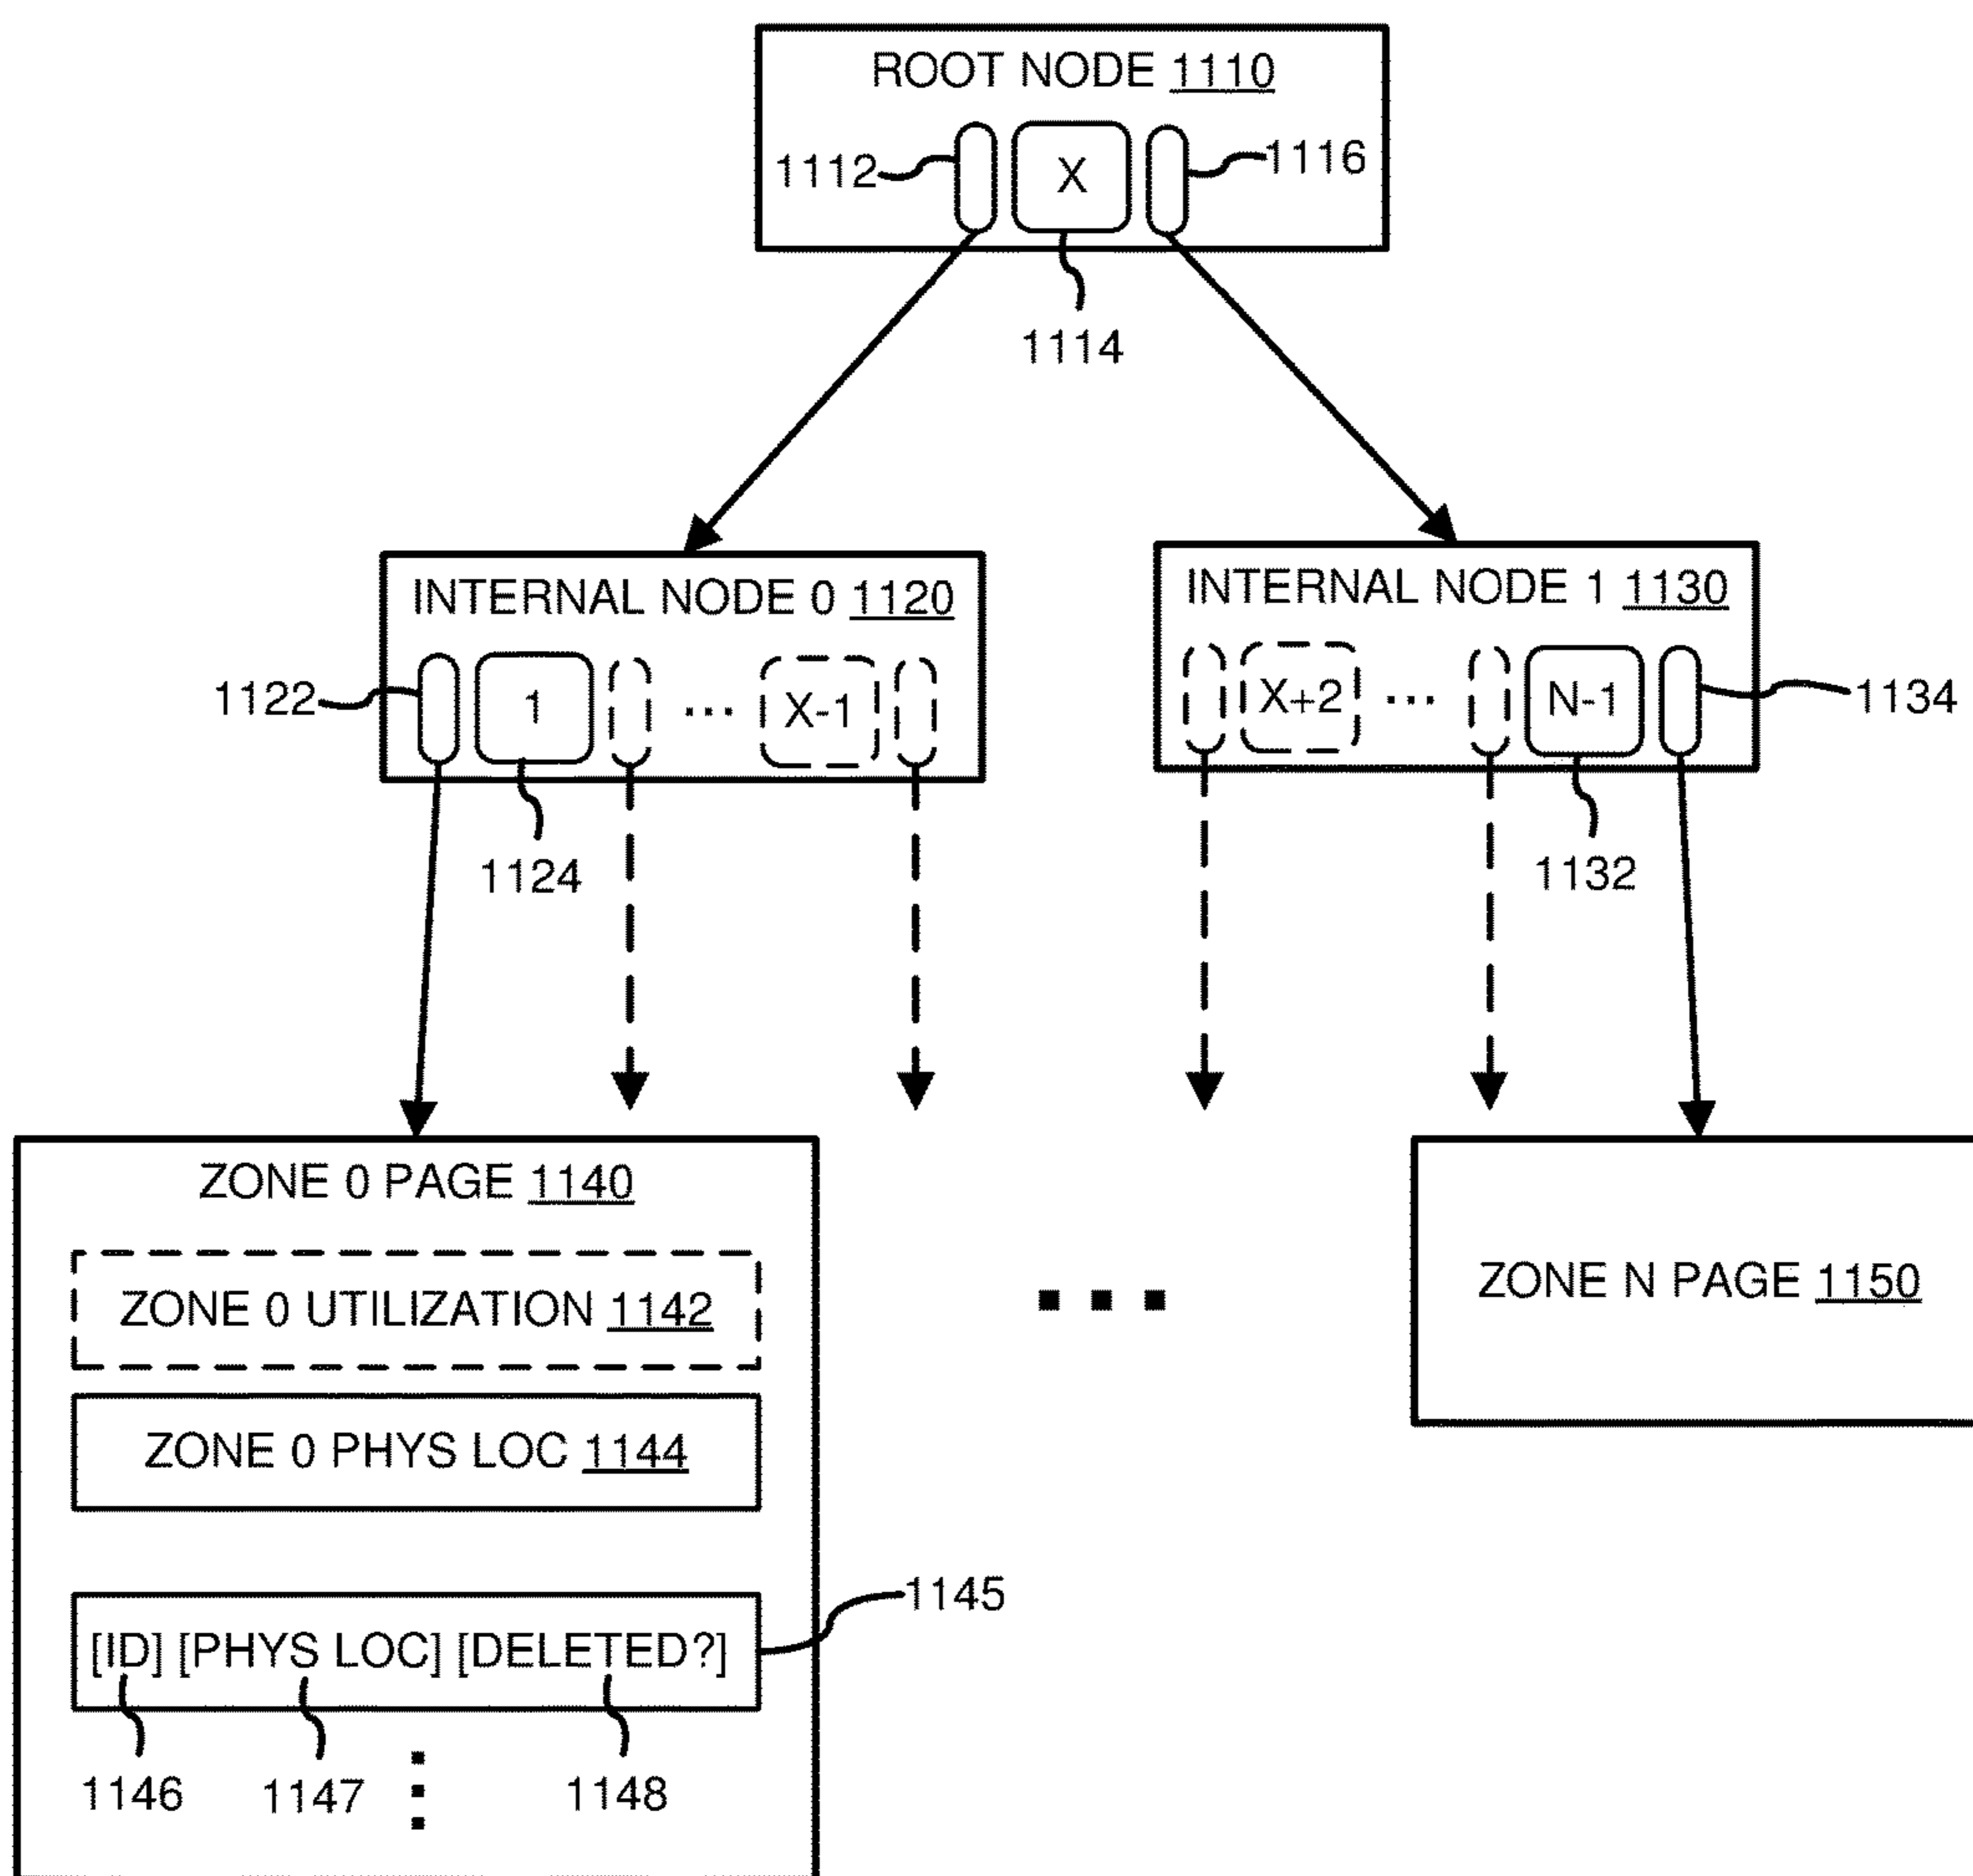 ROOT NODE 1110
1112 X 1116
1114
INTERNAL NODE 0 1120
INTERNAL NODE 1 1130
1122 1 ... X-1
X+2 ... N-1 1134
1124
1132
ZONE 0 PAGE 1140
ZONE 0 UTILIZATION 1142
...
ZONE N PAGE 1150
ZONE 0 PHYS LOC 1144
1145
[ID] [PHYS LOC] [DELETED?]
1146 1147 1148